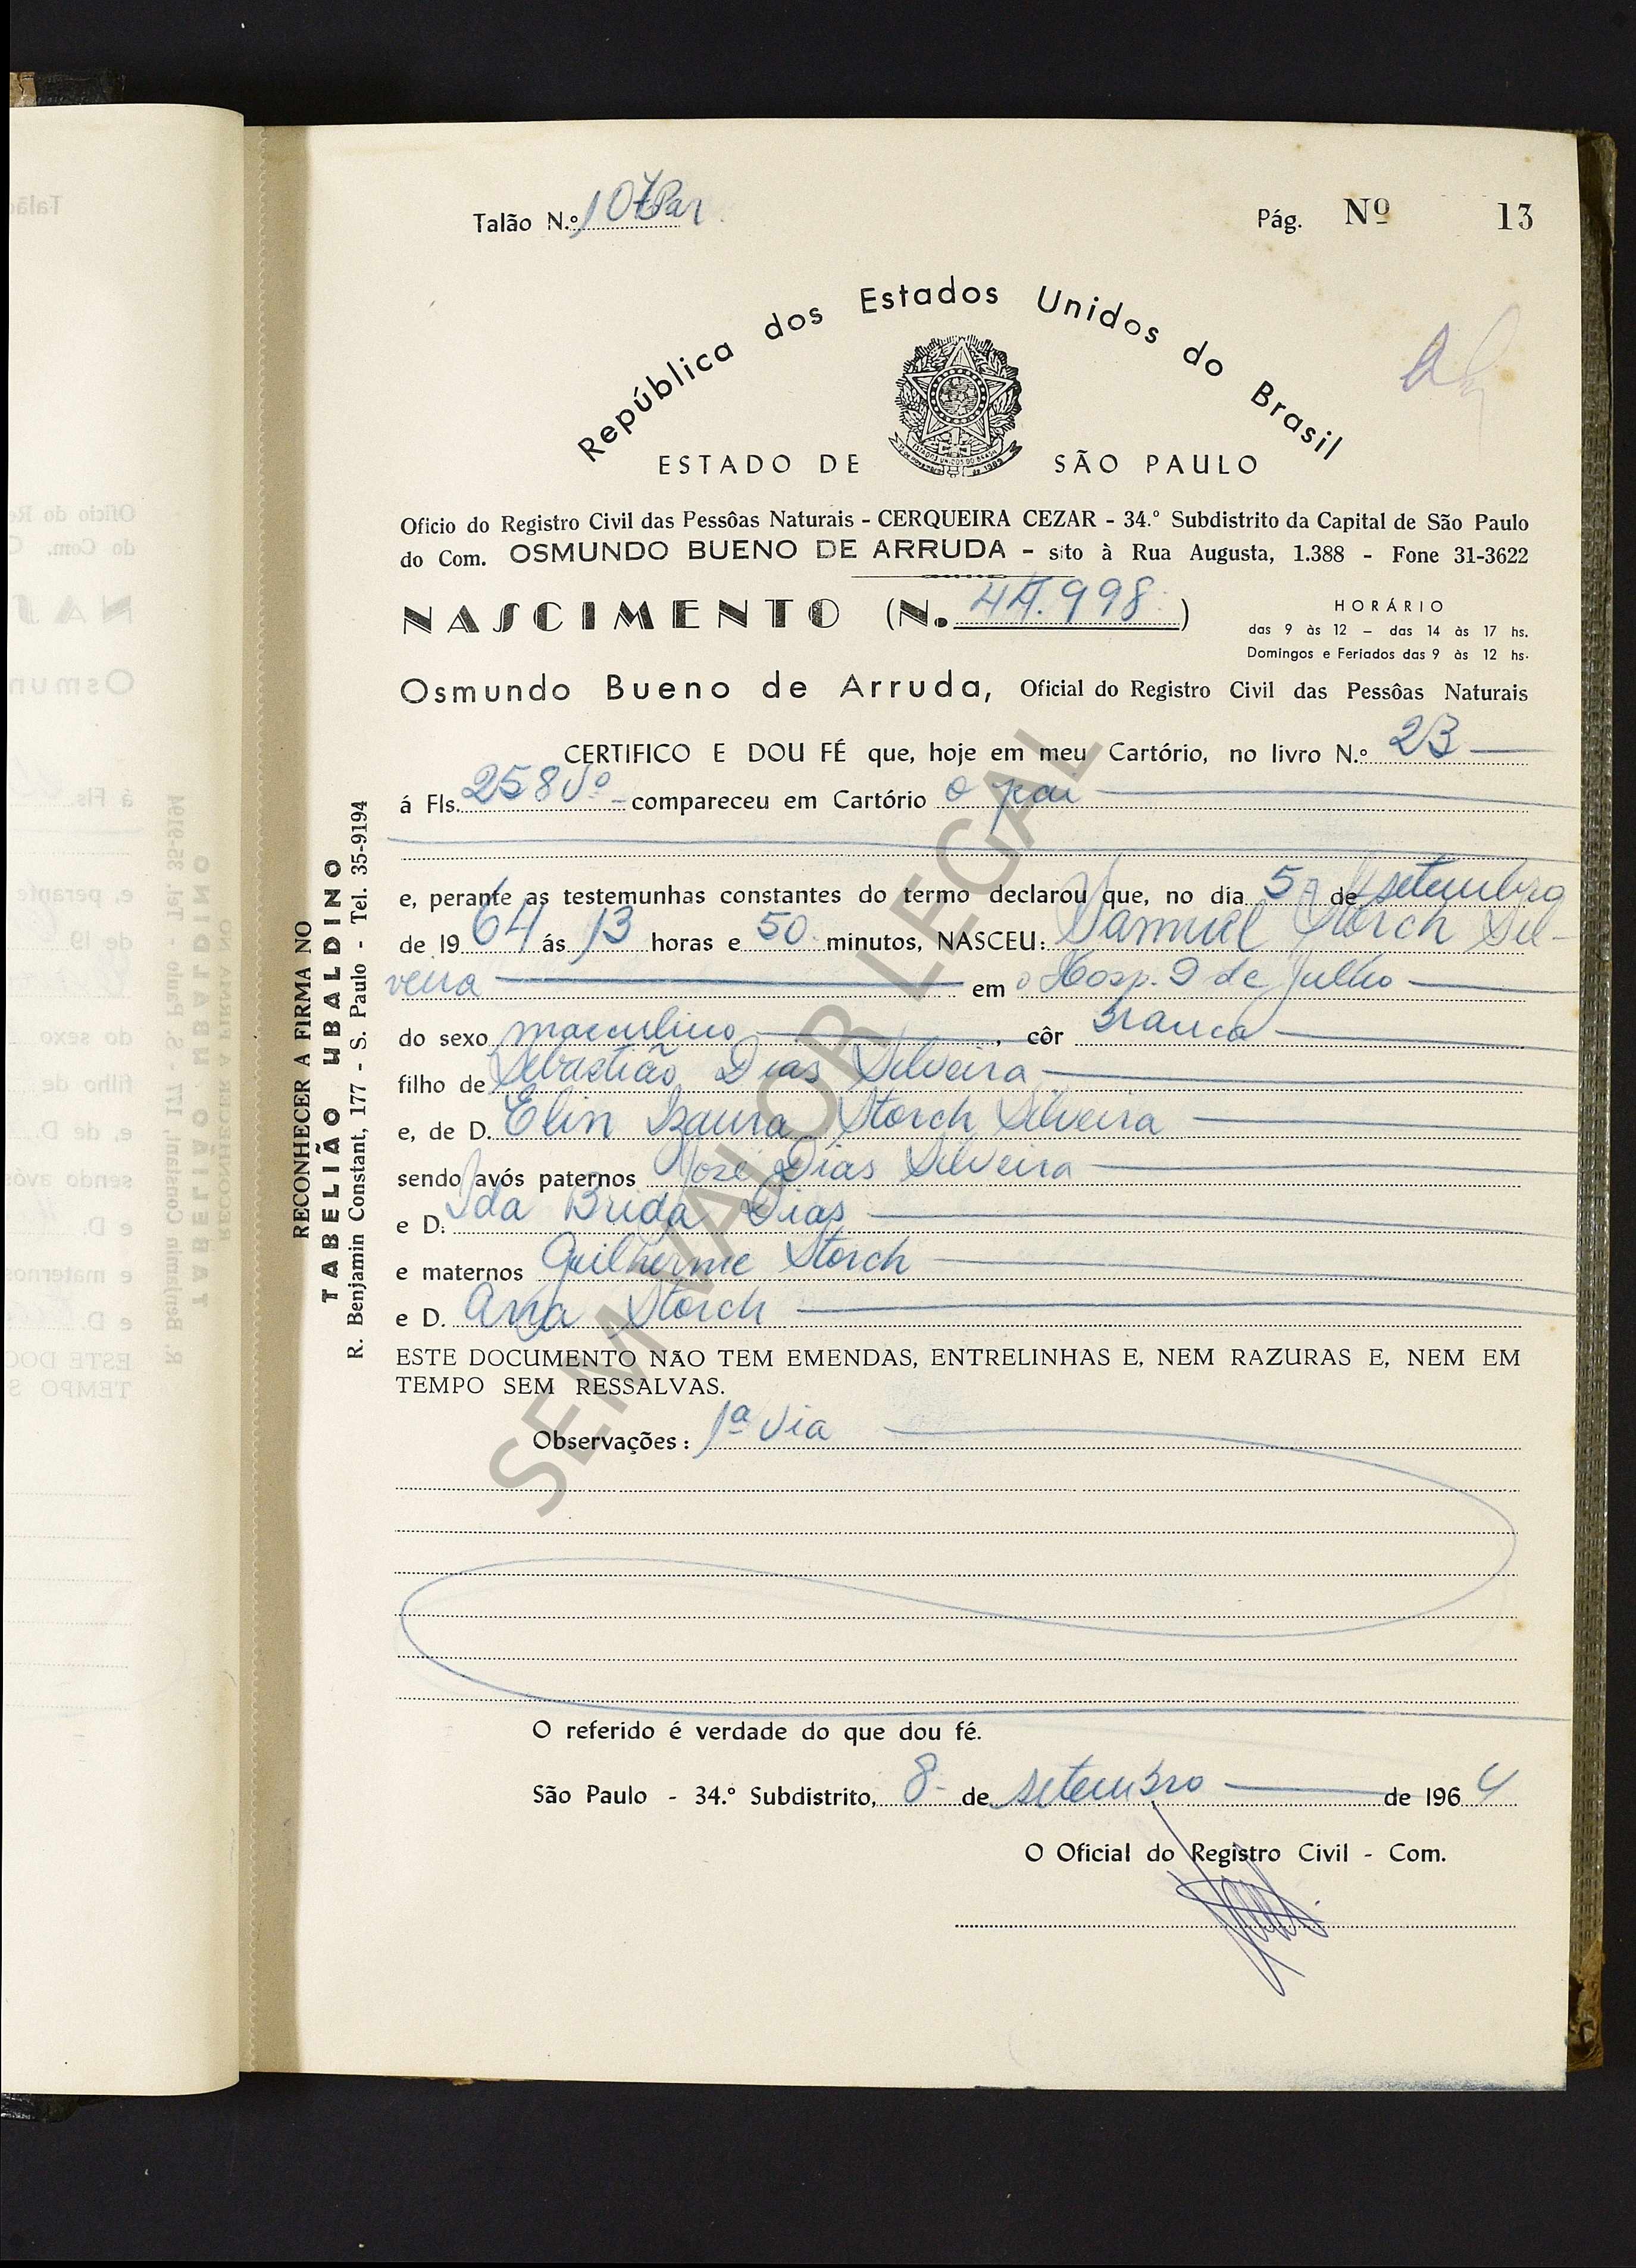 Talão N.º 107Par
Pág. Nº 13
República dos Estados Unidos do Brasil
ESTADO DE SÃO PAULO
Oficio do Registro Civil das Pessôas Naturais - CERQUEIRA CEZAR - 34.º Subdistrito da Capital de São Paulo
do Com. OSMUNDO BUENO DE ARRUDA - sito à Rua Augusta, 1.388 - Fone 31-3622
NASCIMENTO (N. 44.998)
HORÁRIO
das 9 às 12 – das 14 às 17 hs.
Domingos e Feriados das 9 às 12 hs.
Osmundo Bueno de Arruda, Oficial do Registro Civil das Pessôas Naturais
CERTIFICO E DOU FÉ que, hoje em meu Cartório, no livro N.º 23
á Fls. 258 Vº compareceu em Cartório o pai
e, perante as testemunhas constantes do termo declarou que, no dia 5 de setembro
de 1964 ás 13 horas e 50 minutos, NASCEU: Samuel Storch Sil-
veira em o Hosp. 9 de Julho
do sexo masculino, côr branca
filho de Sebastião Dias Silveira
e, de D. Elin Izaura Storch Silveira
sendo avós paternos José Dias Silveira
e D. Ida Brida Dias
e maternos Guilherme Storch
e D. Ana Storch
ESTE DOCUMENTO NÃO TEM EMENDAS, ENTRELINHAS E, NEM RAZURAS E, NEM EM
TEMPO SEM RESSALVAS.
Observações: 1ª via
O referido é verdade do que dou fé.
São Paulo - 34.º Subdistrito, 8 de setembro de 1964
O Oficial do Registro Civil - Com.
RECONHECER A FIRMA NO
TABELIÃO UBALDINO
R. Benjamin Constant, 177 - S. Paulo - Tel. 35-9194
SEM VALOR LEGAL